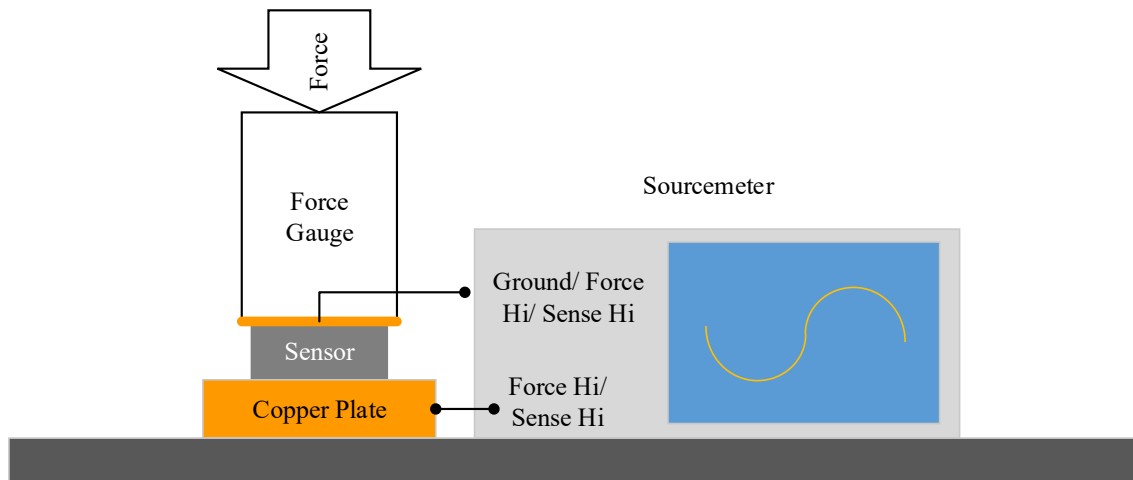 Force
Force
Gauge
Sourcemeter
Ground/ Force
Hi/ Sense Hi
Sensor
Force Hi/
Sense Hi
Copper Plate